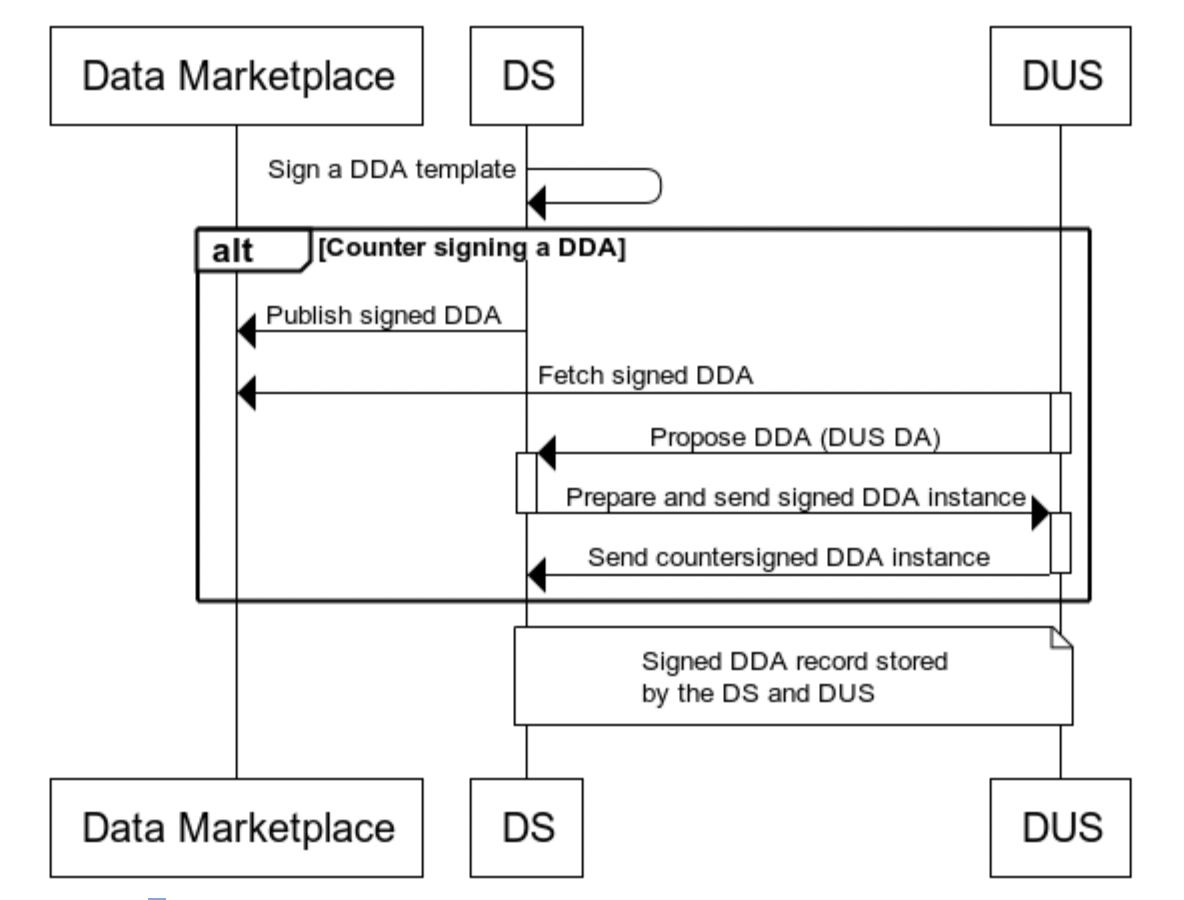 Data Marketplace
DS
DUS
Sign a DDA template
alt
[Counter signing a DDA]
Publish signed DDA
Fetch signed DDA
Propose DDA (DUS DA)
Prepare and send signed DDA instance
Send countersigned DDA instance
Signed DDA record stored
by the DS and DUS
Data Marketplace
DS
DUS